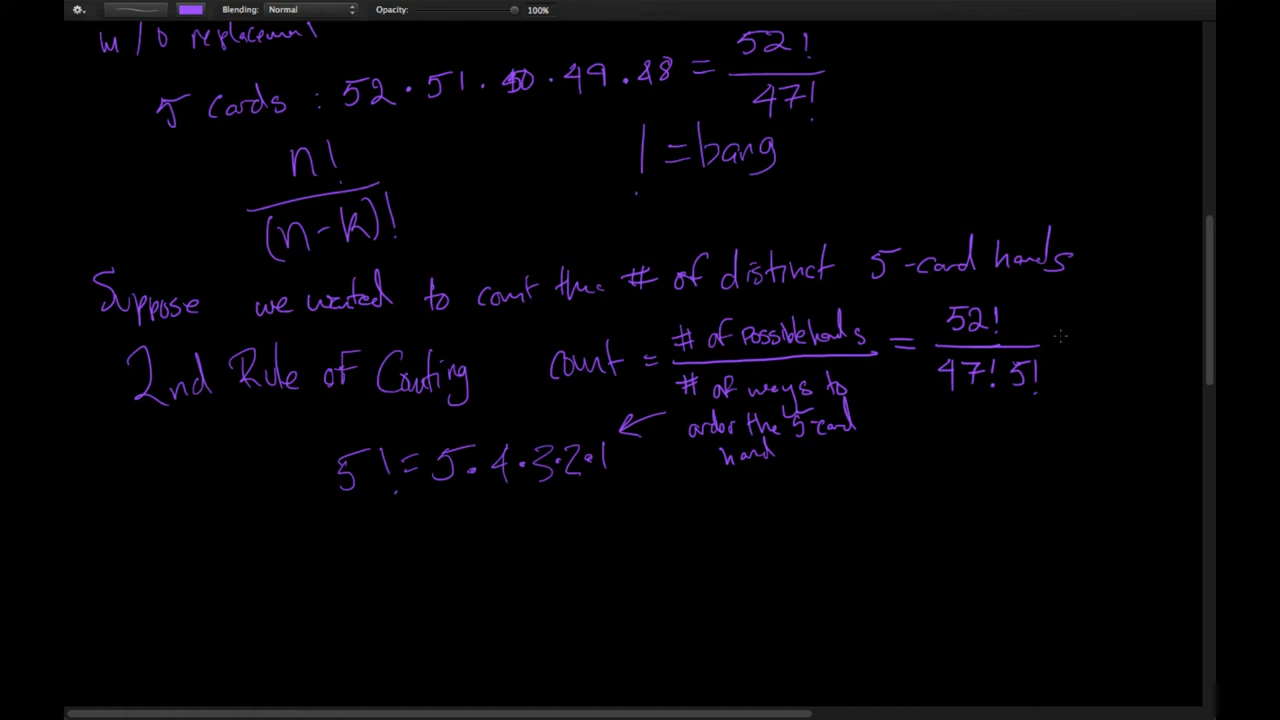 Blending: Normal Opacity: 100%
w/o replacement
5 cards : 52 · 51 · 50 · 49 · 48 = 52! / 47!
n! / (n-k)!
! = bang
Suppose we wanted to count the # of distinct 5-card hands
2nd Rule of Couting count = # of possible hands / # of ways to order the 5-card hand = 52! / 47! 5!
5! = 5 · 4 · 3 · 2 · 1